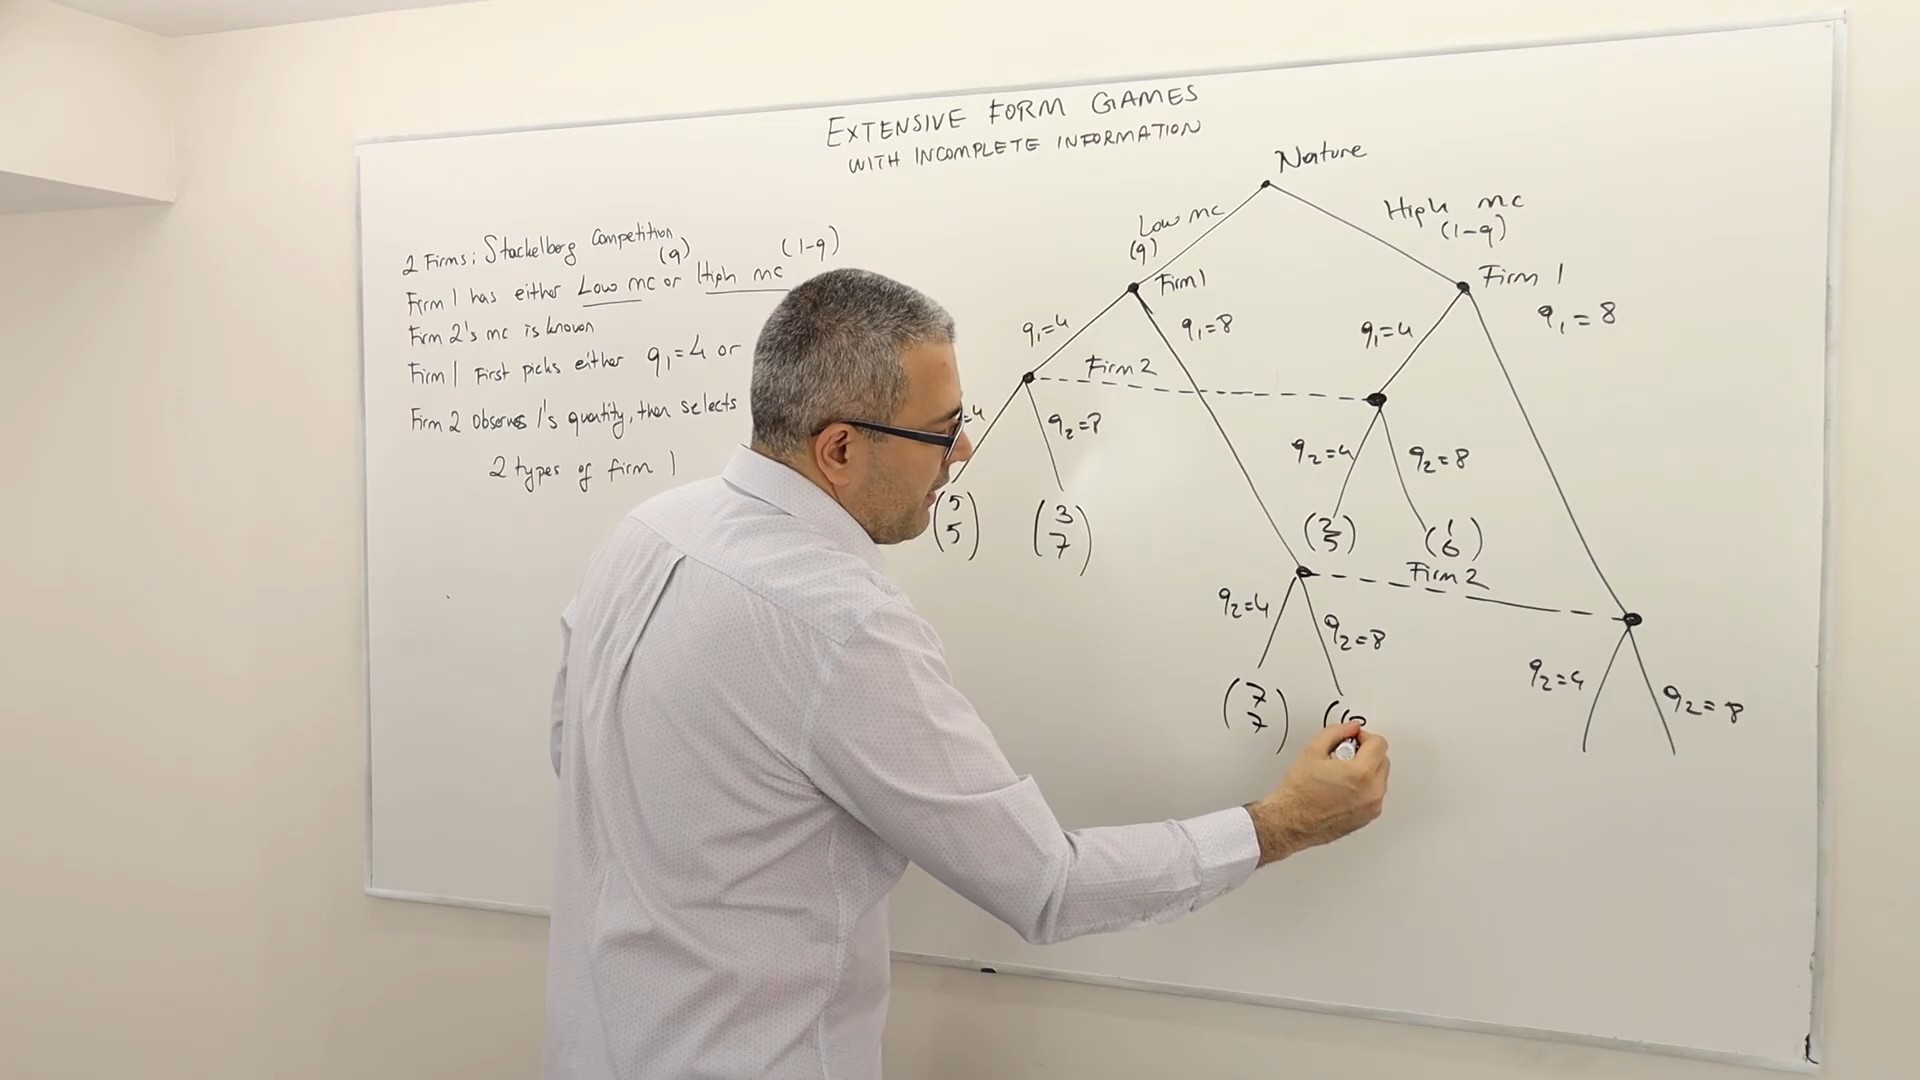 EXTENSIVE FORM GAMES
WITH INCOMPLETE INFORMATION
2 Firms: Stackelberg Competition
(q) (1-q)
Firm 1 has either Low mc or High mc
Firm 2's mc is known
Firm 1 First picks either q1=4 or
Firm 2 observes 1's quantity, then selects
2 types of firm 1
Nature
Low mc
(q)
High mc
(1-q)
Firm 1
Firm 1
q1=4
q1=8
q1=4
q1=8
Firm 2
=4
q2=8
q2=4
q2=8
(5
5)
(3
7)
(2
5)
(1
6)
Firm 2
q2=4
q2=8
q2=4
q2=8
(7
7)